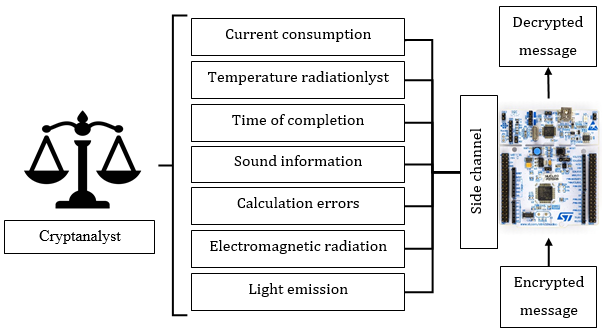 Current consumption
Temperature radiationlyst
Time of completion
Sound information
Calculation errors
Electromagnetic radiation
Light emission
Cryptanalyst
Side channel
Decrypted
message
ST
Encrypted
message